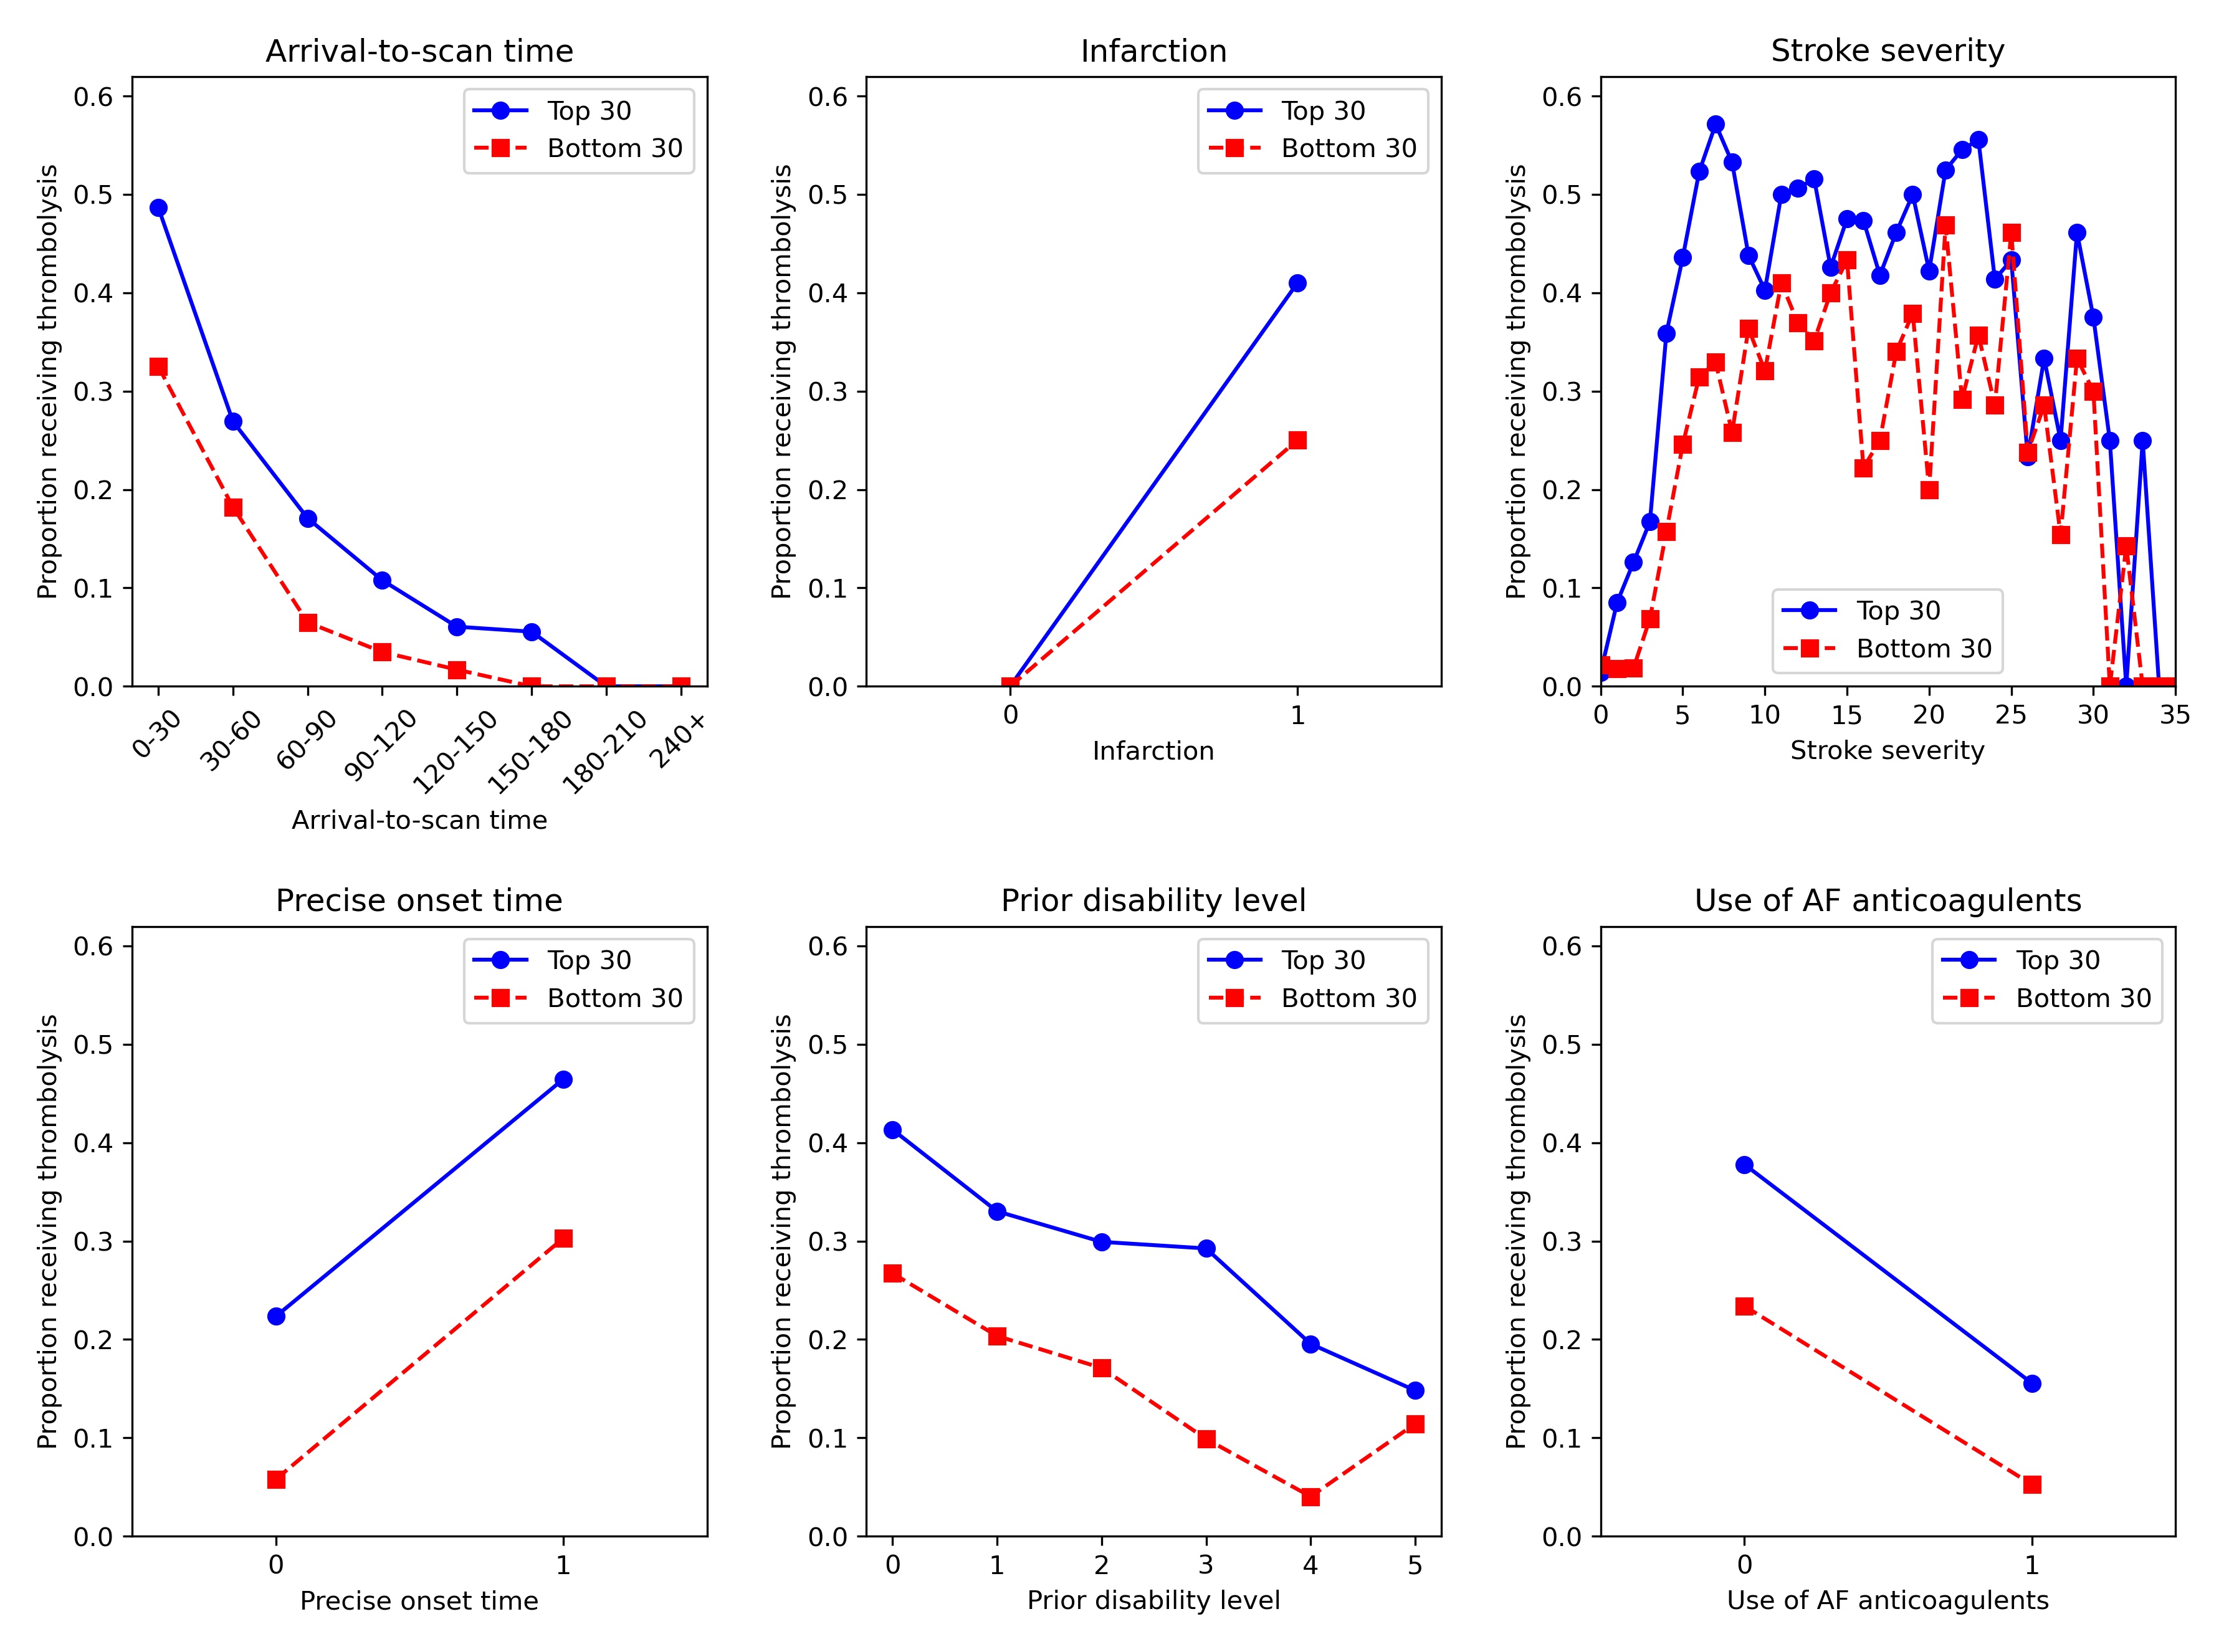 Arrival-to-scan time
Proportion receiving thrombolysis
0.6
0.5
0.4
0.3
0.2
0.1
0.0
Top 30
Bottom 30
0-30
30-60
60-90
90-120
120-150
150-180
180-210
240+
Arrival-to-scan time
Infarction
Proportion receiving thrombolysis
0.6
0.5
0.4
0.3
0.2
0.1
0.0
Top 30
Bottom 30
0 1
Infarction
Stroke severity
Proportion receiving thrombolysis
0.6
0.5
0.4
0.3
0.2
0.1
0.0
Top 30
Bottom 30
0 5 10 15 20 25 30 35
Stroke severity
Precise onset time
Proportion receiving thrombolysis
0.6
0.5
0.4
0.3
0.2
0.1
0.0
Top 30
Bottom 30
0 1
Precise onset time
Prior disability level
Proportion receiving thrombolysis
0.6
0.5
0.4
0.3
0.2
0.1
0.0
Top 30
Bottom 30
0 1 2 3 4 5
Prior disability level
Use of AF anticoagulents
Proportion receiving thrombolysis
0.6
0.5
0.4
0.3
0.2
0.1
0.0
Top 30
Bottom 30
0 1
Use of AF anticoagulents